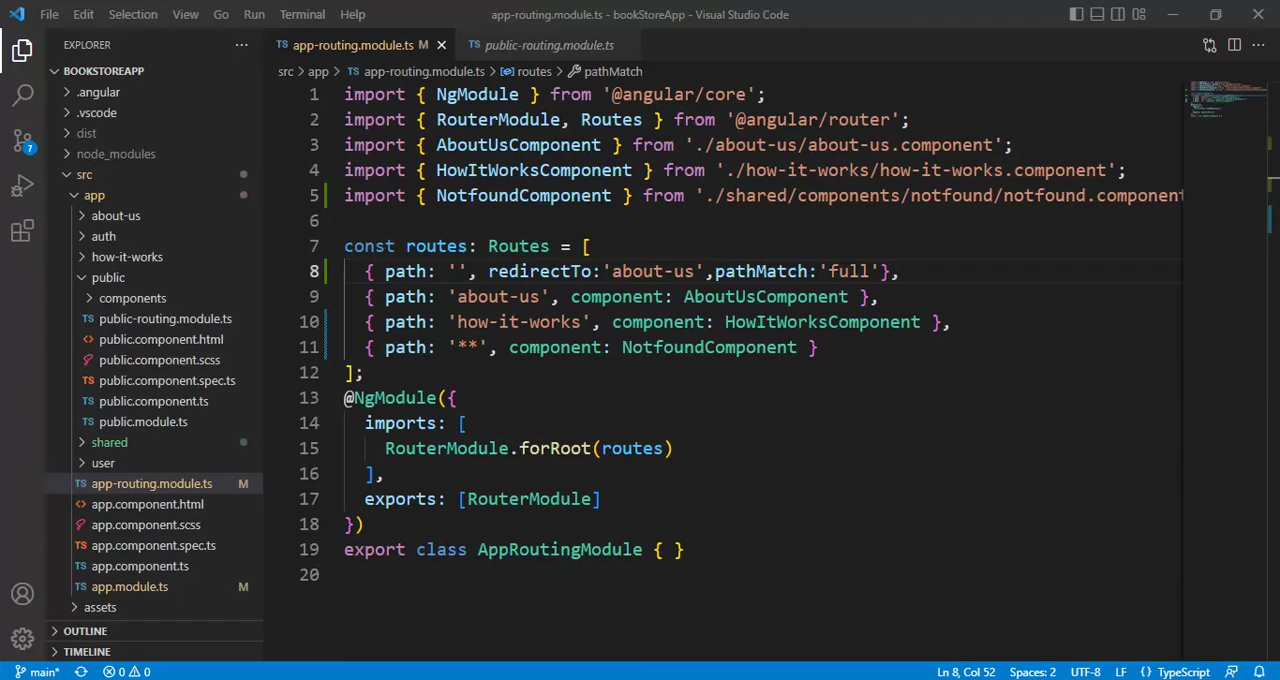 File Edit Selection View Go Run Terminal Help app-routing.module.ts - bookStoreApp - Visual Studio Code
EXPLORER ...
TS app-routing.module.ts M TS public-routing.module.ts
BOOKSTOREAPP
src > app > TS app-routing.module.ts > routes > pathMatch
.angular
.vscode
dist
node_modules
src
app
about-us
auth
how-it-works
public
components
TS public-routing.module.ts
<> public.component.html
public.component.scss
TS public.component.spec.ts
TS public.component.ts
TS public.module.ts
shared
user
TS app-routing.module.ts M
<> app.component.html
app.component.scss
TS app.component.spec.ts
TS app.component.ts
TS app.module.ts M
assets
OUTLINE
TIMELINE
7
1 import { NgModule } from '@angular/core';
2 import { RouterModule, Routes } from '@angular/router';
3 import { AboutUsComponent } from './about-us/about-us.component';
4 import { HowItWorksComponent } from './how-it-works/how-it-works.component';
5 import { NotfoundComponent } from './shared/components/notfound/notfound.component
6
7 const routes: Routes = [
8 { path: '', redirectTo:'about-us',pathMatch:'full'},
9 { path: 'about-us', component: AboutUsComponent },
10 { path: 'how-it-works', component: HowItWorksComponent },
11 { path: '**', component: NotfoundComponent }
12 ];
13 @NgModule({
14 imports: [
15 RouterModule.forRoot(routes)
16 ],
17 exports: [RouterModule]
18 })
19 export class AppRoutingModule { }
20
main* 0 0 Ln 8, Col 52 Spaces: 2 UTF-8 LF {} TypeScript